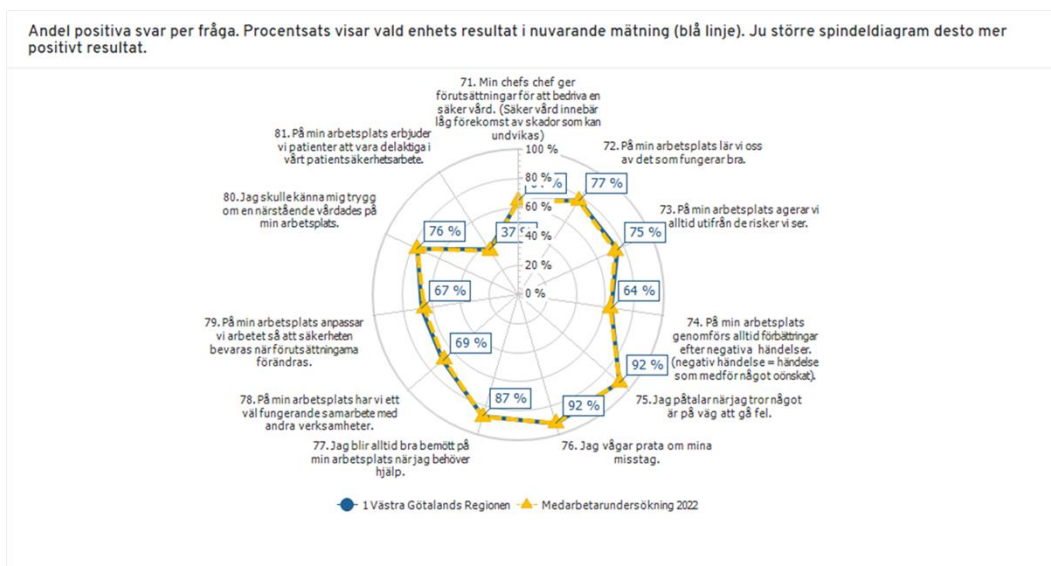 Andel positiva svar per fråga. Procentsats visar vald enhets resultat i nuvarande mätning (blå linje). Ju större spindeldiagram desto mer
positivt resultat.
71. Min chefs chef ger
förutsättningar för att bedriva en
säker vård. (Säker vård innebär
låg förekomst av skador som kan
undvikas)
72. På min arbetsplats lär vi oss
av det som fungerar bra.
73. På min arbetsplats agerar vi
alltid utifrån de risker vi ser.
74. På min arbetsplats
genomförs alltid förbättringar
efter negativa händelser.
(negativ händelse = händelse
som medför något oönskat).
75. Jag påtalar när jag tror något
är på väg att gå fel.
76. Jag vågar prata om mina
misstag.
77. Jag blir alltid bra bemött på
min arbetsplats när jag behöver
hjälp.
78. På min arbetsplats har vi ett
väl fungerande samarbete med
andra verksamheter.
79. På min arbetsplats anpassar
vi arbetet så att säkerheten
bevaras när förutsättningarna
förändras.
80. Jag skulle känna mig trygg
om en närstående vårdades på
min arbetsplats.
81. På min arbetsplats erbjuder
vi patienter att vara delaktiga i
vårt patientsäkerhetsarbete.
100 %
80 %
60 %
40 %
20 %
0 %
77 %
75 %
64 %
92 %
92 %
87 %
69 %
67 %
76 %
37
1 Västra Götalands Regionen
Medarbetarundersökning 2022